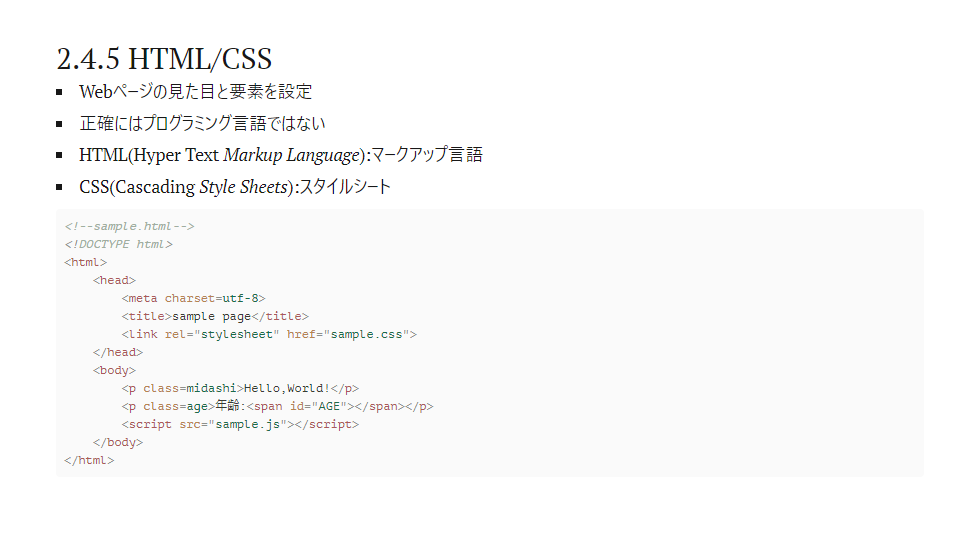 2.4.5 HTML/CSS
Webページの見た目と要素を設定
正確にはプログラミング言語ではない
HTML(Hyper Text Markup Language):マークアップ言語
CSS(Cascading Style Sheets):スタイルシート
<!--sample.html-->
<!DOCTYPE html>
<html>
    <head>
        <meta charset=utf-8>
        <title>sample page</title>
        <link rel="stylesheet" href="sample.css">
    </head>
    <body>
        <p class=midashi>Hello,World!</p>
        <p class=age>年齢:<span id="AGE"></span></p>
        <script src="sample.js"></script>
    </body>
</html>